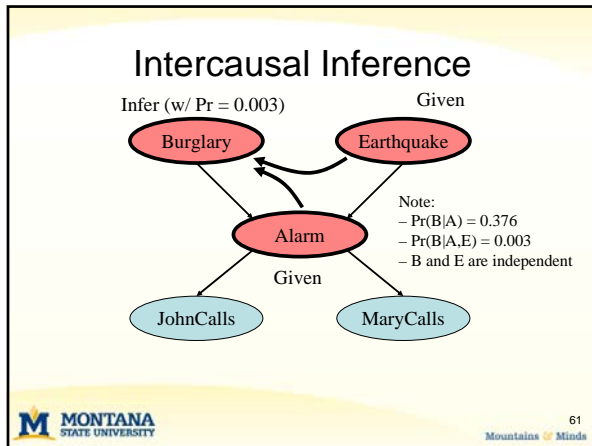 Intercausal Inference
Infer (w/ Pr = 0.003)
Given
Burglary
Earthquake
Note:
– Pr(B|A) = 0.376
– Pr(B|A,E) = 0.003
– B and E are independent
Alarm
Given
JohnCalls
MaryCalls
M MONTANA
STATE UNIVERSITY
61
Mountains & Minds